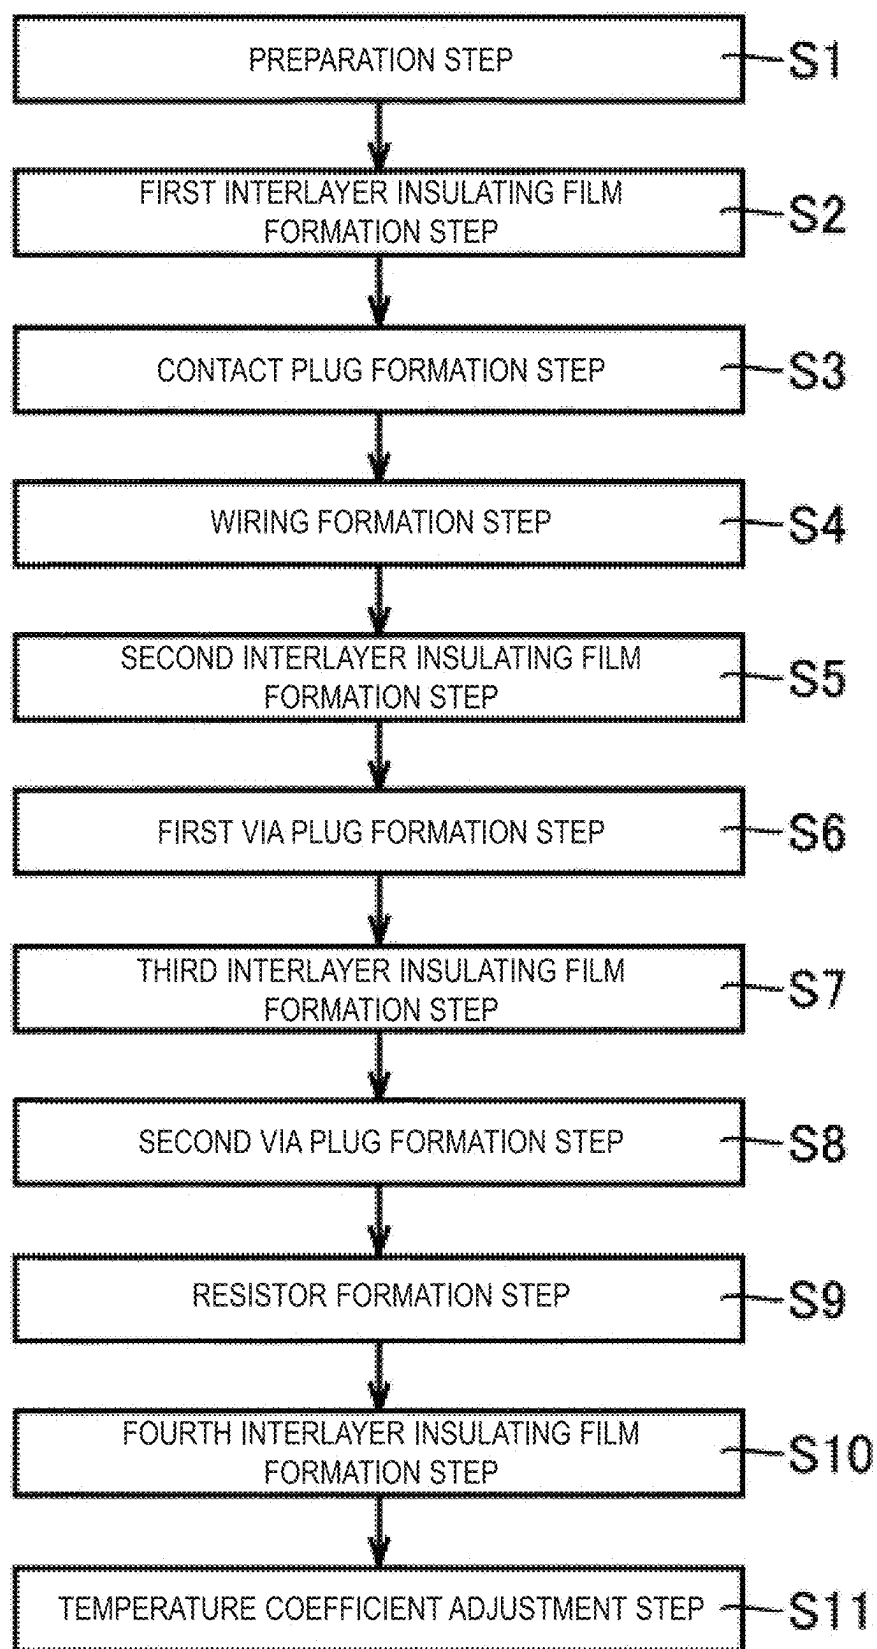 PREPARATION STEP
S1
FIRST INTERLAYER INSULATING FILM
FORMATION STEP
S2
CONTACT PLUG FORMATION STEP
S3
WIRING FORMATION STEP
S4
SECOND INTERLAYER INSULATING FILM
FORMATION STEP
S5
FIRST VIA PLUG FORMATION STEP
S6
THIRD INTERLAYER INSULATING FILM
FORMATION STEP
S7
SECOND VIA PLUG FORMATION STEP
S8
RESISTOR FORMATION STEP
S9
FOURTH INTERLAYER INSULATING FILM
FORMATION STEP
S10
TEMPERATURE COEFFICIENT ADJUSTMENT STEP
S11